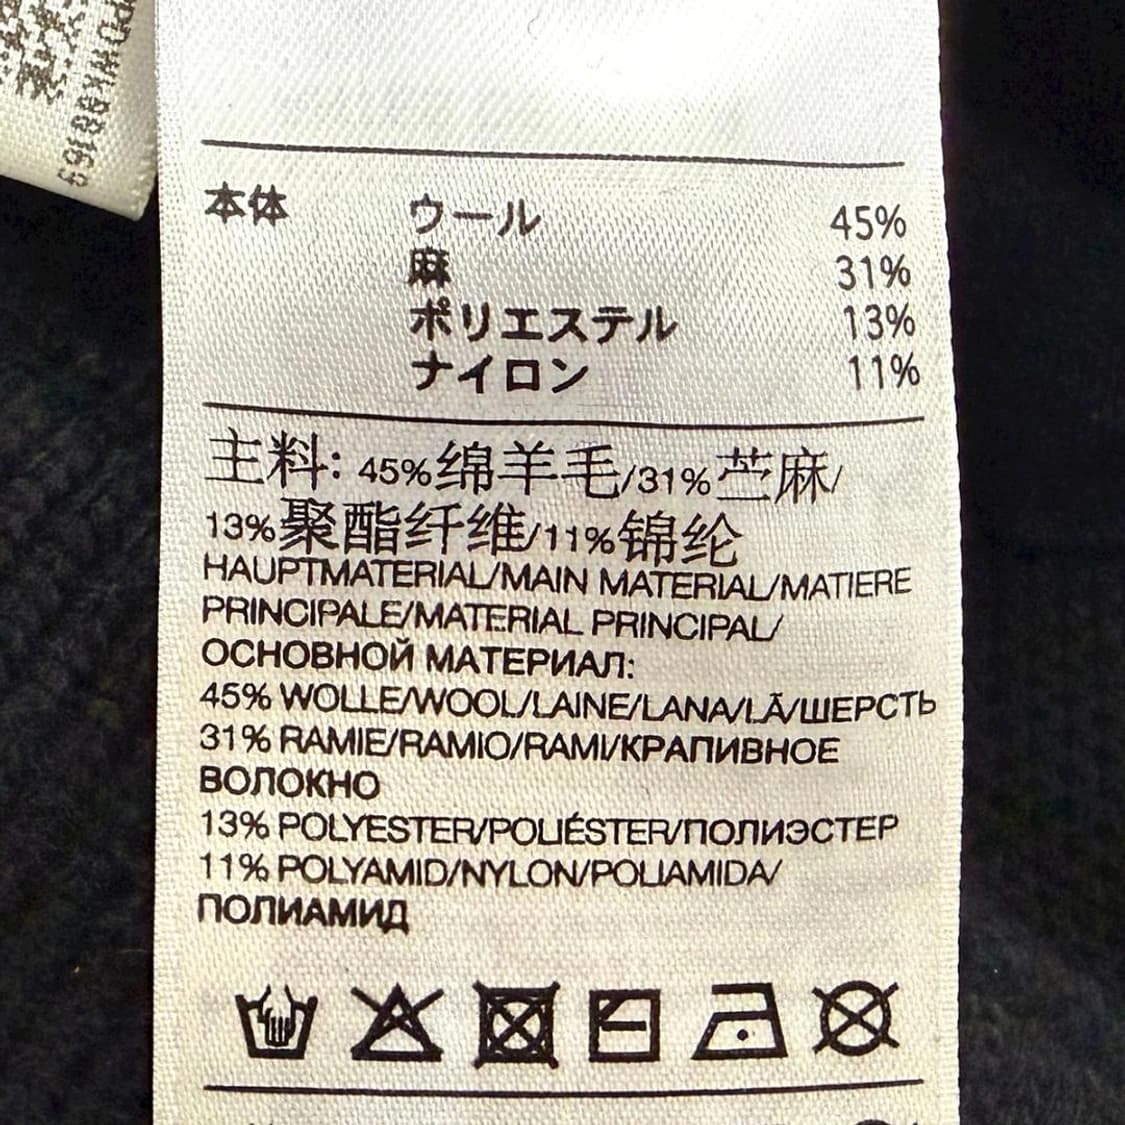 本体 ウール 45%
麻 31%
ポリエステル 13%
ナイロン 11%
主料: 45%绵羊毛/31%苎麻/
13%聚酯纤维/11%锦纶
HAUPTMATERIAL/MAIN MATERIAL/MATIERE
PRINCIPALE/MATERIAL PRINCIPAL/
ОСНОВНОЙ МАТЕРИАЛ:
45% WOLLE/WOOL/LAINE/LANA/LÃ/ШЕРСТЬ
31% RAMIE/RAMIO/RAMI/КРАПИВНОЕ
ВОЛОКНО
13% POLYESTER/POLIÉSTER/ПОЛИЭСТЕР
11% POLYAMID/NYLON/POLIAMIDA/
ПОЛИАМИД